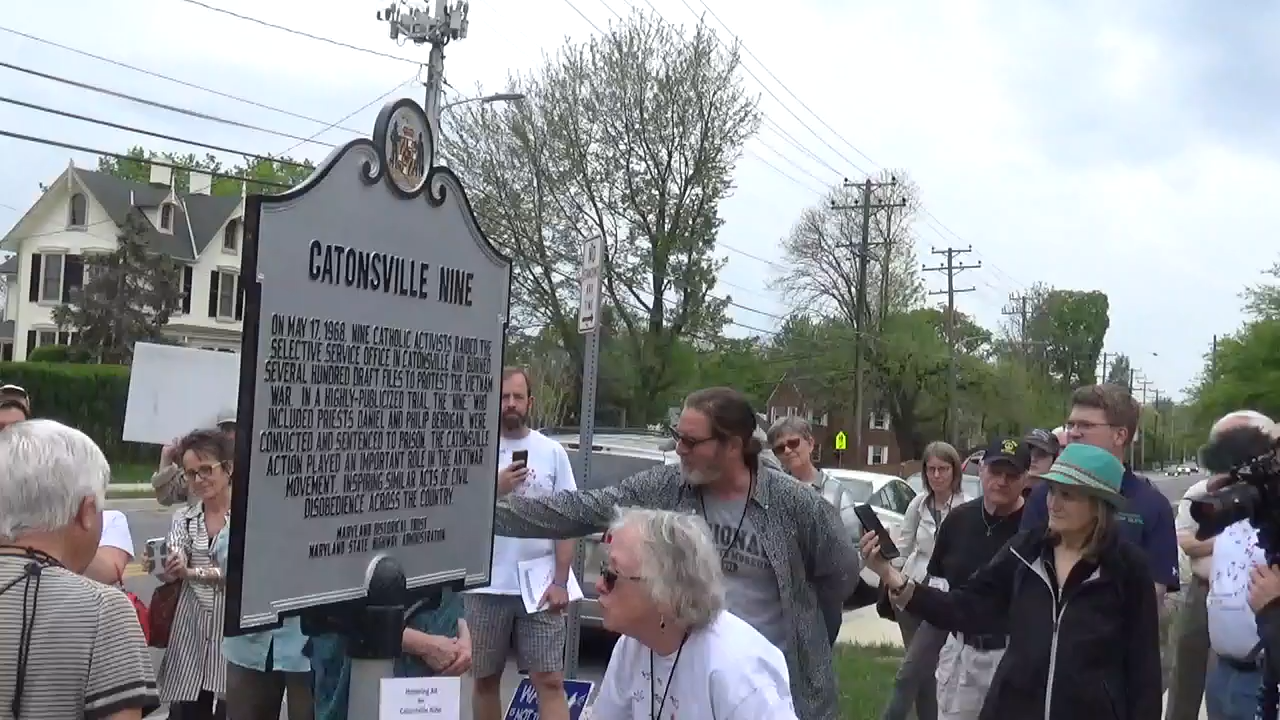 CATONSVILLE NINE
ON MAY 17, 1968, NINE CATHOLIC ACTIVISTS RAIDED THE
SELECTIVE SERVICE OFFICE IN CATONSVILLE AND BURNED
SEVERAL HUNDRED DRAFT FILES TO PROTEST THE VIETNAM
WAR. IN A HIGHLY-PUBLICIZED TRIAL, THE "NINE" WHO
INCLUDED PRIESTS DANIEL AND PHILIP BERRIGAN, WERE
CONVICTED AND SENTENCED TO PRISON. THE CATONSVILLE
ACTION PLAYED AN IMPORTANT ROLE IN THE ANTIWAR
MOVEMENT, INSPIRING SIMILAR ACTS OF CIVIL
DISOBEDIENCE ACROSS THE COUNTRY.
MARYLAND HISTORICAL TRUST
MARYLAND STATE HIGHWAY ADMINISTRATION
NO
ANY
TIME
Honoring All
Catonsville Nine